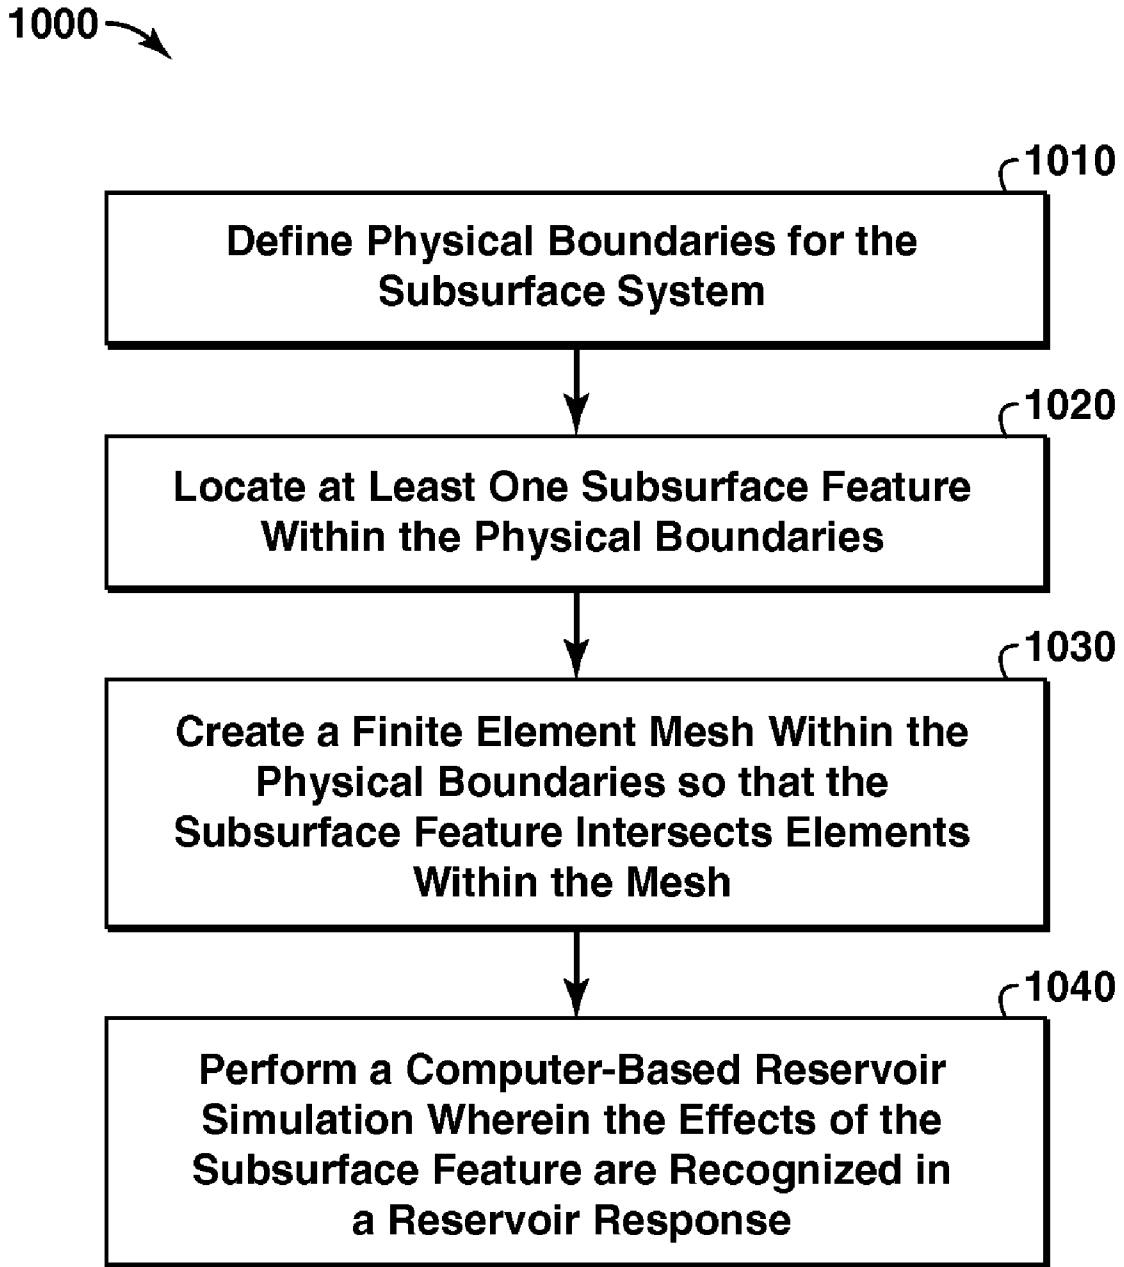 1000
1010
Define Physical Boundaries for the
Subsurface System
1020
Locate at Least One Subsurface Feature
Within the Physical Boundaries
1030
Create a Finite Element Mesh Within the
Physical Boundaries so that the
Subsurface Feature Intersects Elements
Within the Mesh
1040
Perform a Computer-Based Reservoir
Simulation Wherein the Effects of the
Subsurface Feature are Recognized in
a Reservoir Response